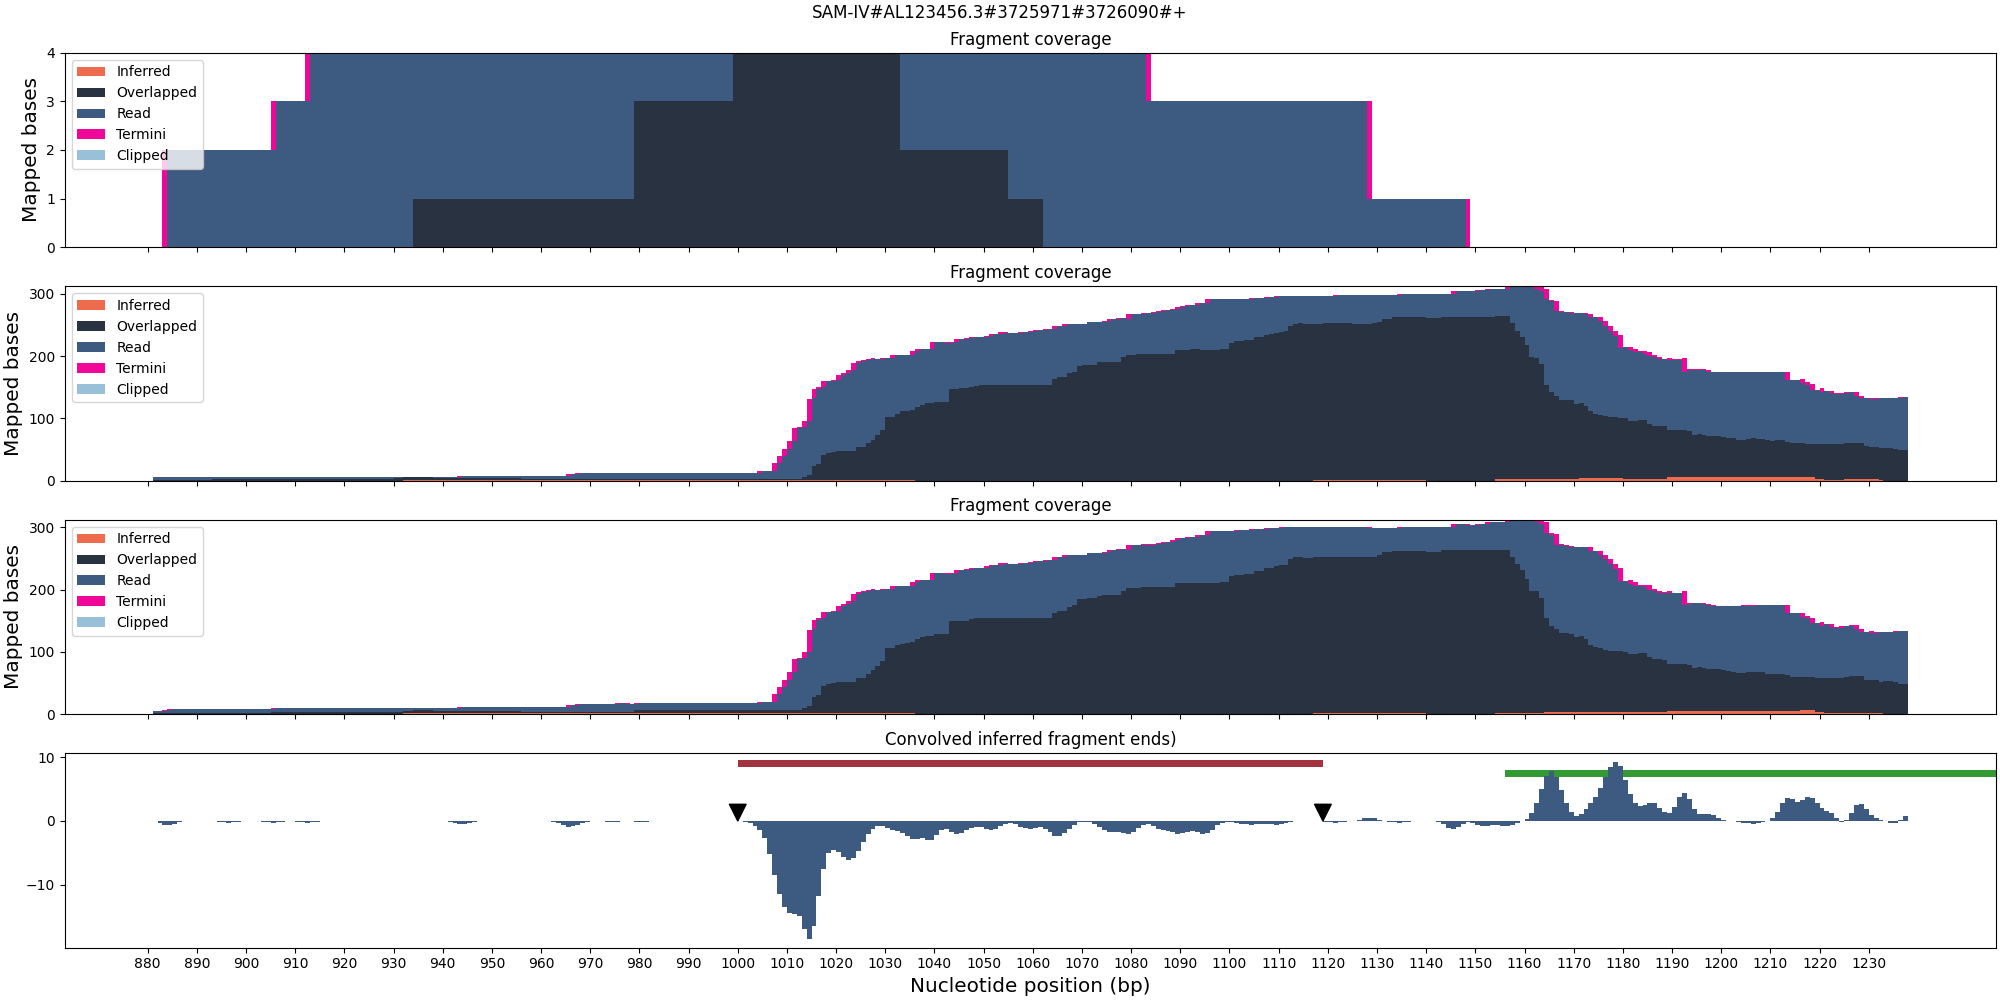 SAM-IV#AL123456.3#3725971#3726090#+
Fragment coverage
Mapped bases
4
3
2
1
0
Inferred
Overlapped
Read
Termini
Clipped
Fragment coverage
Mapped bases
300
200
100
0
Inferred
Overlapped
Read
Termini
Clipped
Fragment coverage
Mapped bases
300
200
100
0
Inferred
Overlapped
Read
Termini
Clipped
Convolved inferred fragment ends)
10
0
−10
880 890 900 910 920 930 940 950 960 970 980 990 1000 1010 1020 1030 1040 1050 1060 1070 1080 1090 1100 1110 1120 1130 1140 1150 1160 1170 1180 1190 1200 1210 1220 1230
Nucleotide position (bp)